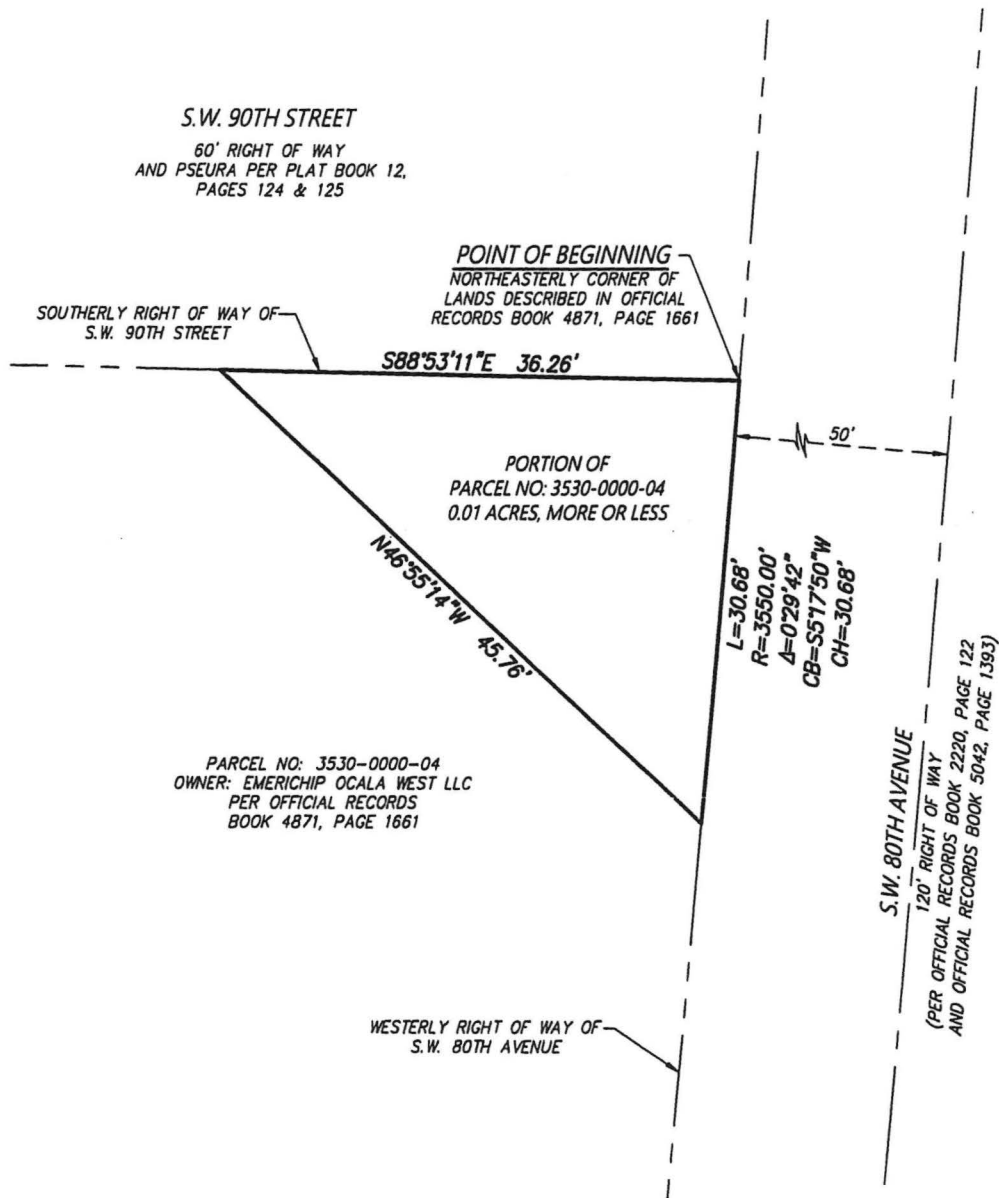 S.W. 90TH STREET
60' RIGHT OF WAY
AND PSEURA PER PLAT BOOK 12,
PAGES 124 & 125
POINT OF BEGINNING
NORTHEASTERLY CORNER OF
LANDS DESCRIBED IN OFFICIAL
RECORDS BOOK 4871, PAGE 1661
SOUTHERLY RIGHT OF WAY OF
S.W. 90TH STREET
S88°53'11"E 36.26'
50'
PORTION OF
PARCEL NO: 3530-0000-04
0.01 ACRES, MORE OR LESS
N46°55'14"W 45.76'
L=30.68'
R=3550.00'
Δ=0°29'42"
CB=S5°17'50"W
CH=30.68'
PARCEL NO: 3530-0000-04
OWNER: EMERICHIP OCALA WEST LLC
PER OFFICIAL RECORDS
BOOK 4871, PAGE 1661
S.W. 80TH AVENUE
120' RIGHT OF WAY
(PER OFFICIAL RECORDS BOOK 2220, PAGE 122
AND OFFICIAL RECORDS BOOK 5042, PAGE 1393)
WESTERLY RIGHT OF WAY OF
S.W. 80TH AVENUE